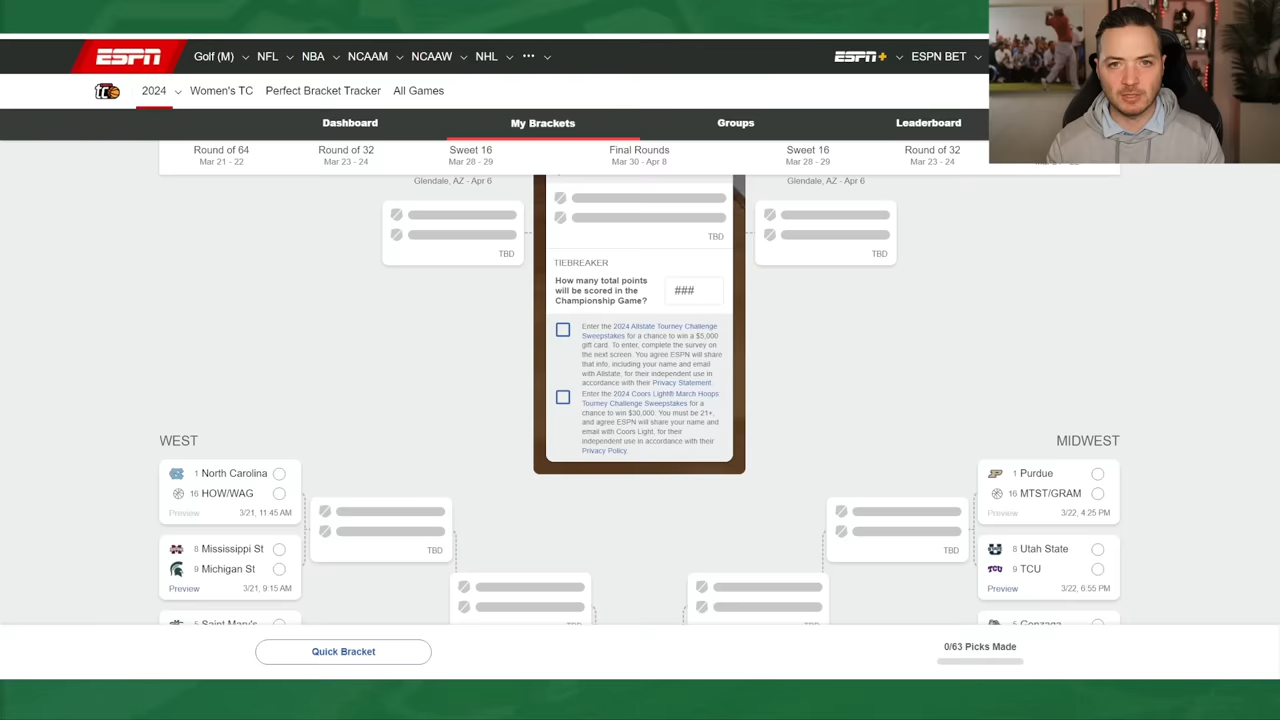 ESPN
Golf (M)
NFL
NBA
NCAAM
NCAAW
NHL
ESPN+
ESPN BET
TC
2024
Women's TC
Perfect Bracket Tracker
All Games
Dashboard
My Brackets
Groups
Leaderboard
Round of 64
Mar 21 - 22
Round of 32
Mar 23 - 24
Sweet 16
Mar 28 - 29
Final Rounds
Mar 30 - Apr 8
Sweet 16
Mar 28 - 29
Round of 32
Mar 23 - 24
Glendale, AZ - Apr 6
Glendale, AZ - Apr 6
TBD
TBD
TBD
TIEBREAKER
How many total points
will be scored in the
Championship Game?
###
Enter the 2024 Allstate Tourney Challenge
Sweepstakes for a chance to win a $5,000
gift card. To enter, complete the survey on
the next screen. You agree ESPN will share
that info, including your name and email
with Allstate, for their independent use in
accordance with their Privacy Statement.
Enter the 2024 Coors Light® March Hoops
Tourney Challenge Sweepstakes for a
chance to win $30,000. You must be 21+,
and agree ESPN will share your name and
email with Coors Light, for their
independent use in accordance with their
Privacy Policy.
WEST
MIDWEST
1 North Carolina
16 HOW/WAG
Preview
3/21, 11:45 AM
TBD
8 Mississippi St
9 Michigan St
Preview
3/21, 9:15 AM
5 Saint Mary's
1 Purdue
16 MTST/GRAM
Preview
3/22, 4:25 PM
TBD
8 Utah State
TCU
9 TCU
Preview
3/22, 6:55 PM
5 Gonzaga
Quick Bracket
0/63 Picks Made